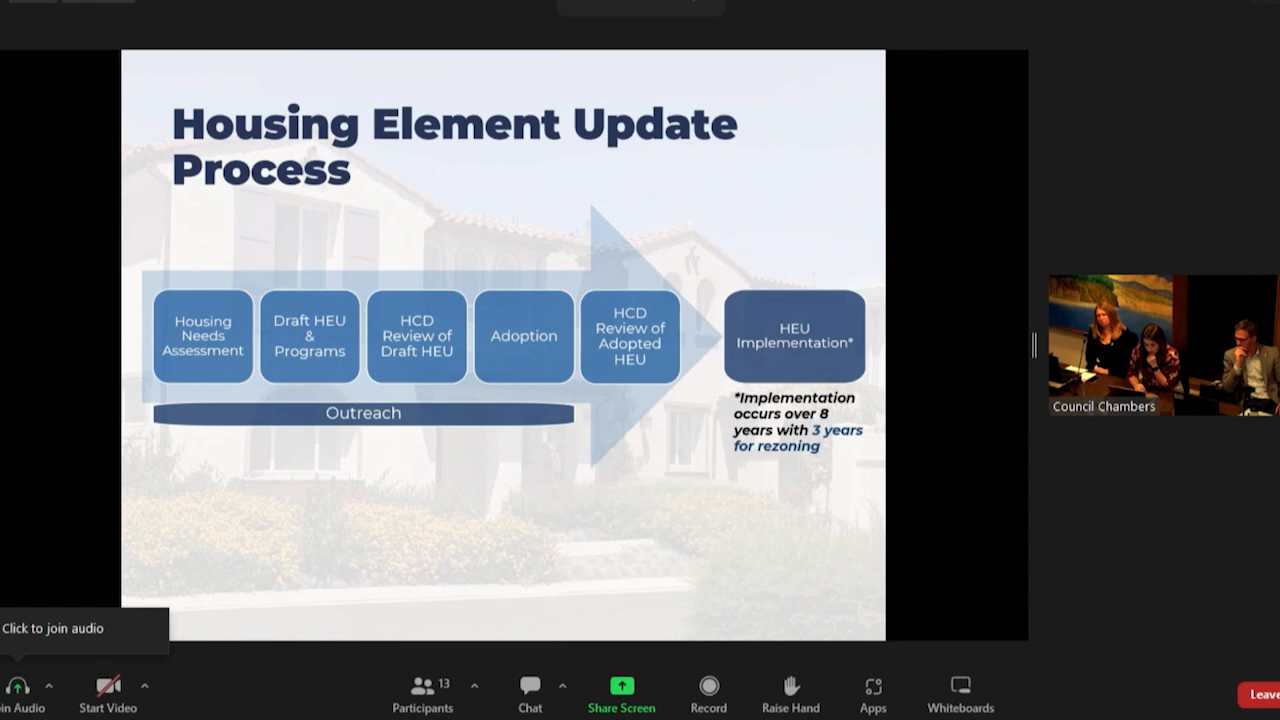 Housing Element Update
Process
Housing
Needs
Assessment
Draft HEU
&
Programs
HCD
Review of
Draft HEU
Adoption
HCD
Review of
Adopted
HEU
HEU
Implementation*
Outreach
*Implementation
occurs over 8
years with 3 years
for rezoning
Council Chambers
Click to join audio
in Audio
Start Video
13
Participants
Chat
Share Screen
Record
Raise Hand
Apps
Whiteboards
Leave